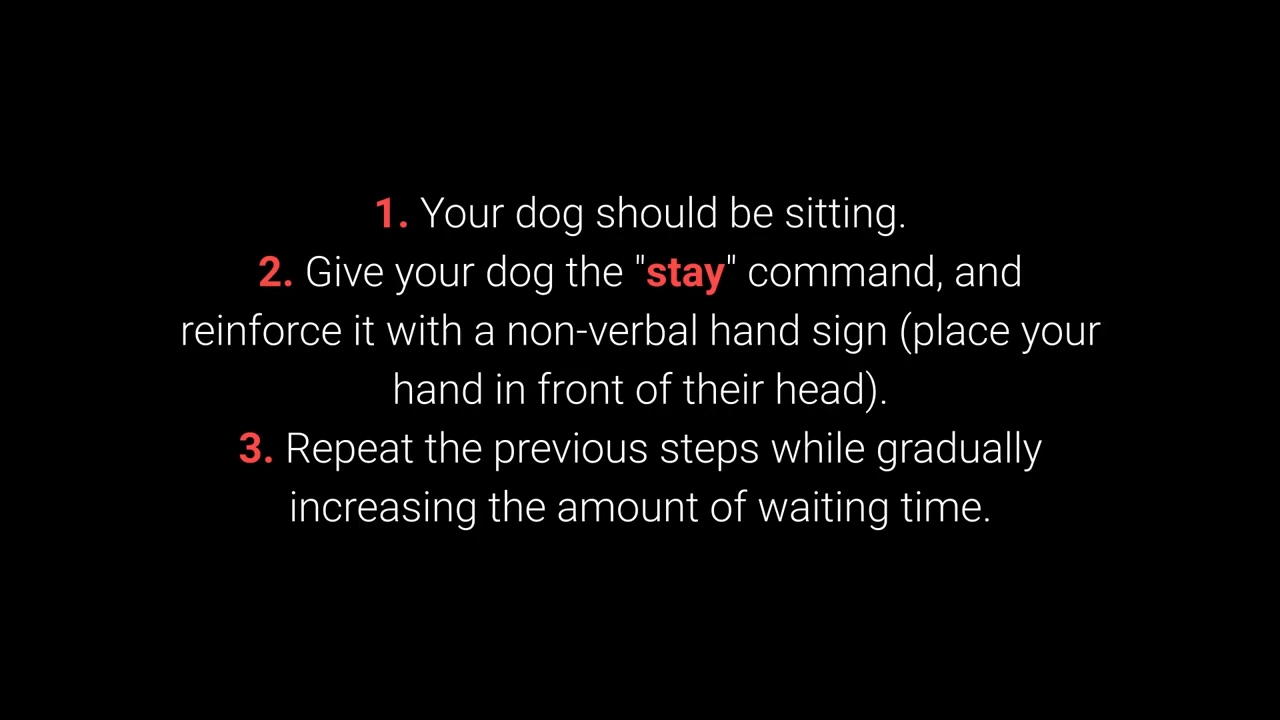 1. Your dog should be sitting.
2. Give your dog the "stay" command, and
reinforce it with a non-verbal hand sign (place your
hand in front of their head).
3. Repeat the previous steps while gradually
increasing the amount of waiting time.